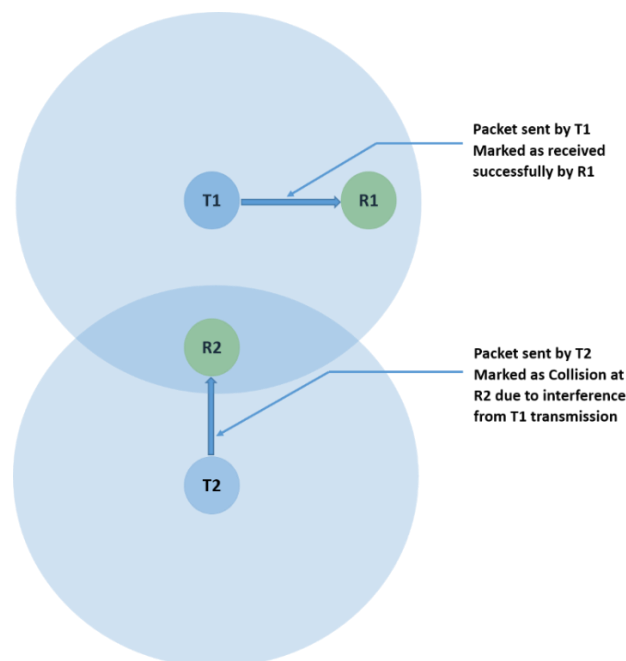 Packet sent by T1
Marked as received
successfully by R1
T1
R1
R2
Packet sent by T2
Marked as Collision at
R2 due to interference
from T1 transmission
T2